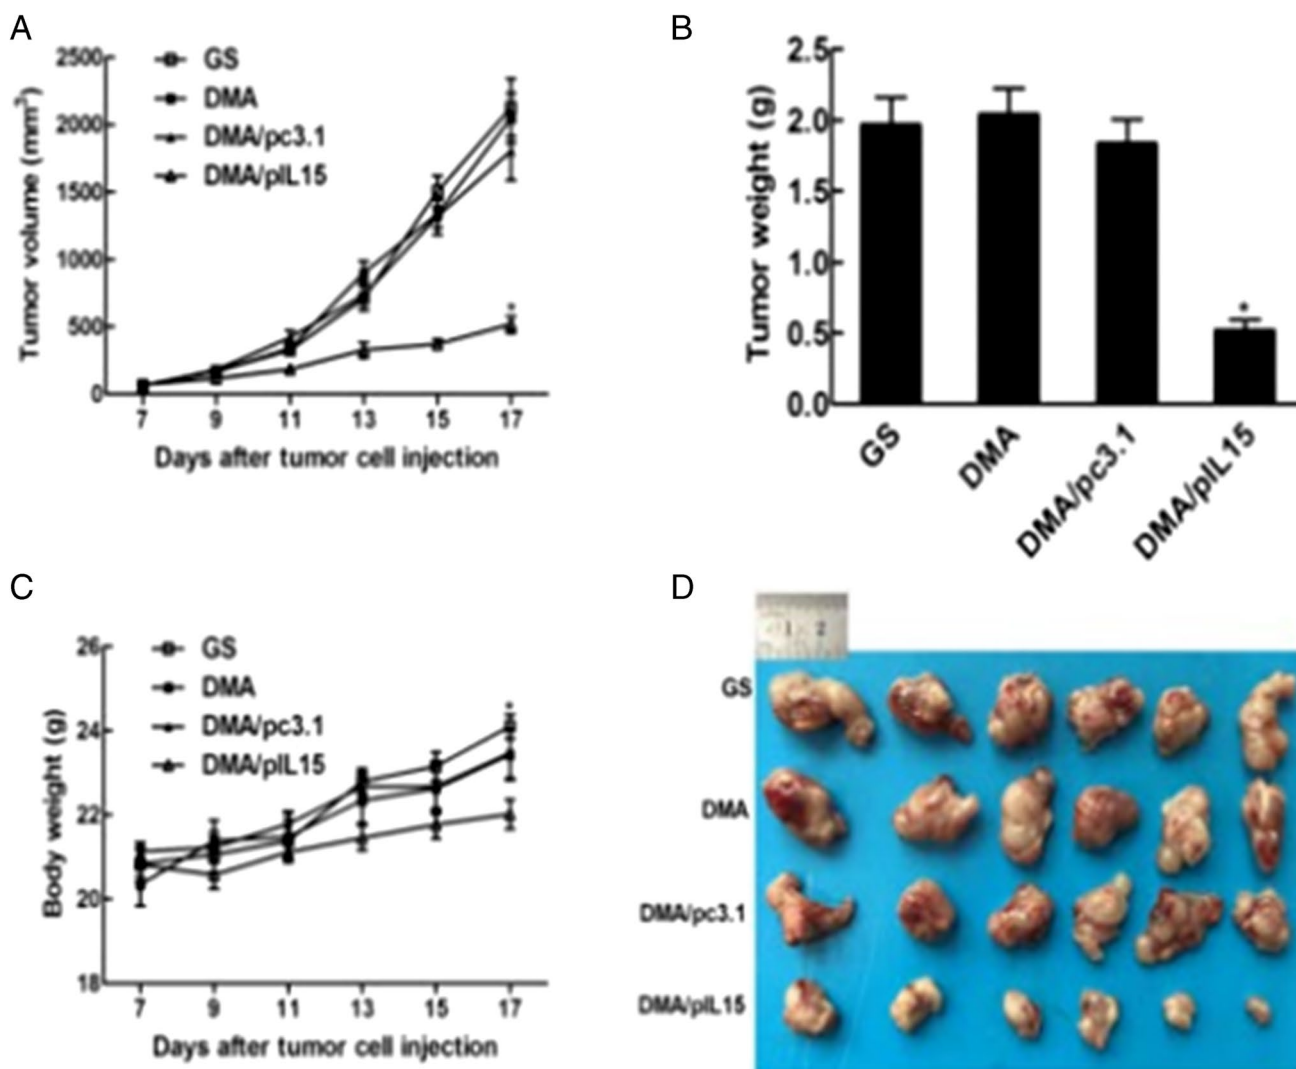 A
2500
2000
1500
1000
500
0
Tumor volume (mm³)
GS
DMA
DMA/pc3.1
DMA/pIL15
*
7 9 11 13 15 17
Days after tumor cell injection
B
2.5
2.0
1.5
1.0
0.5
0.0
Tumor weight (g)
*
GS
DMA
DMA/pc3.1
DMA/pIL15
C
26
24
22
20
18
Body weight (g)
GS
DMA
DMA/pc3.1
DMA/pIL15
*
7 9 11 13 15 17
Days after tumor cell injection
D
1 2
GS
DMA
DMA/pc3.1
DMA/pIL15